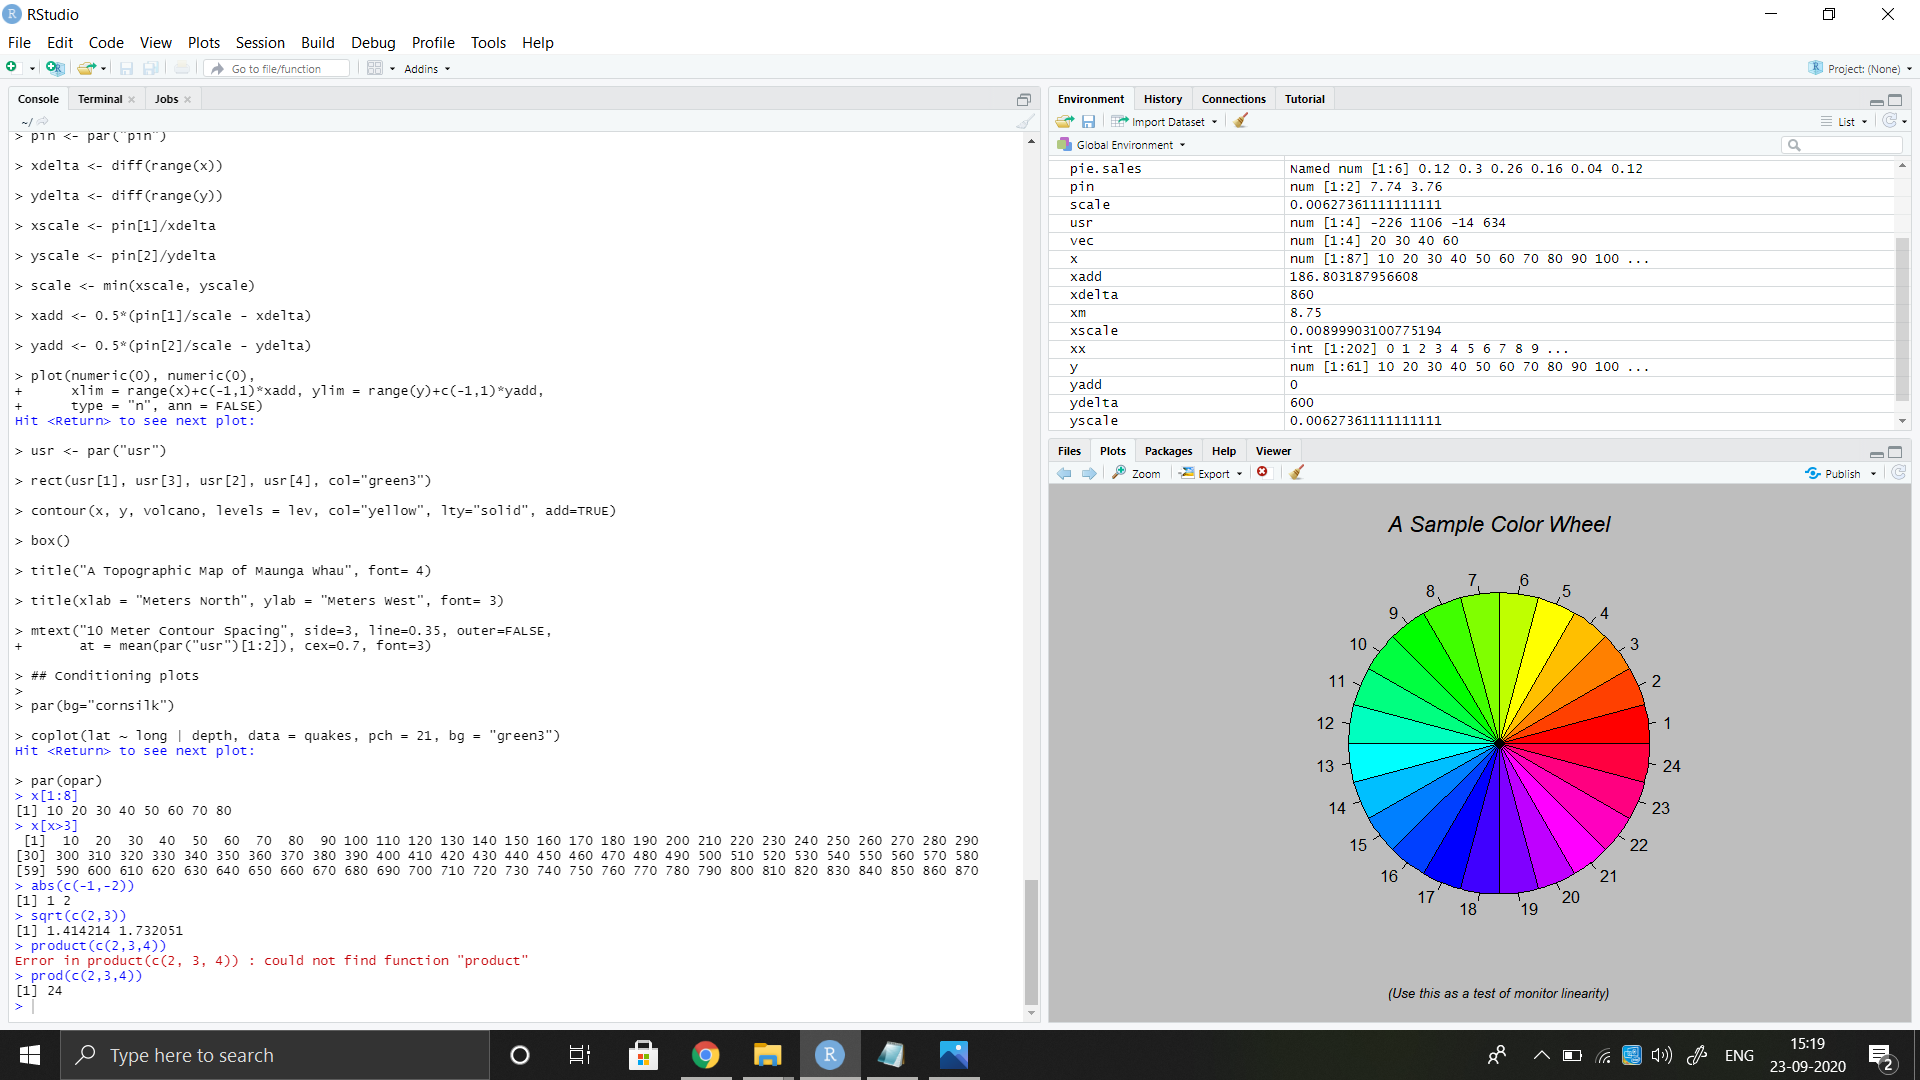 RStudio
File Edit Code View Plots Session Build Debug Profile Tools Help
Go to file/function Addins Project: (None)
Console Terminal Jobs
~/
> pin <- par("pin")
> xdelta <- diff(range(x))
> ydelta <- diff(range(y))
> xscale <- pin[1]/xdelta
> yscale <- pin[2]/ydelta
> scale <- min(xscale, yscale)
> xadd <- 0.5*(pin[1]/scale - xdelta)
> yadd <- 0.5*(pin[2]/scale - ydelta)
> plot(numeric(0), numeric(0),
+      xlim = range(x)+c(-1,1)*xadd, ylim = range(y)+c(-1,1)*yadd,
+      type = "n", ann = FALSE)
Hit <Return> to see next plot:
> usr <- par("usr")
> rect(usr[1], usr[3], usr[2], usr[4], col="green3")
> contour(x, y, volcano, levels = lev, col="yellow", lty="solid", add=TRUE)
> box()
> title("A Topographic Map of Maunga Whau", font= 4)
> title(xlab = "Meters North", ylab = "Meters West", font= 3)
> mtext("10 Meter Contour Spacing", side=3, line=0.35, outer=FALSE,
+       at = mean(par("usr")[1:2]), cex=0.7, font=3)
> ## Conditioning plots
>
> par(bg="cornsilk")
> coplot(lat ~ long | depth, data = quakes, pch = 21, bg = "green3")
Hit <Return> to see next plot:
> par(opar)
> x[1:8]
[1] 10 20 30 40 50 60 70 80
> x[x>3]
[1] 10 20 30 40 50 60 70 80 90 100 110 120 130 140 150 160 170 180 190 200 210 220 230 240 250 260 270 280 290
[30] 300 310 320 330 340 350 360 370 380 390 400 410 420 430 440 450 460 470 480 490 500 510 520 530 540 550 560 570 580
[59] 590 600 610 620 630 640 650 660 670 680 690 700 710 720 730 740 750 760 770 780 790 800 810 820 830 840 850 860 870
> abs(c(-1,-2))
[1] 1 2
> sqrt(c(2,3))
[1] 1.414214 1.732051
> product(c(2,3,4))
Error in product(c(2, 3, 4)) : could not find function "product"
> prod(c(2,3,4))
[1] 24
>
Environment History Connections Tutorial
Import Dataset List
Global Environment
pie.sales Named num [1:6] 0.12 0.3 0.26 0.16 0.04 0.12
pin num [1:2] 7.74 3.76
scale 0.00627361111111111
usr num [1:4] -226 1106 -14 634
vec num [1:4] 20 30 40 60
x num [1:87] 10 20 30 40 50 60 70 80 90 100 ...
xadd 186.803187956608
xdelta 860
xm 8.75
xscale 0.00899903100775194
xx int [1:202] 0 1 2 3 4 5 6 7 8 9 ...
y num [1:61] 10 20 30 40 50 60 70 80 90 100 ...
yadd 0
ydelta 600
yscale 0.00627361111111111
Files Plots Packages Help Viewer
Zoom Export Publish
A Sample Color Wheel
1
2
3
4
5
6
7
8
9
10
11
12
13
14
15
16
17
18
19
20
21
22
23
24
(Use this as a test of monitor linearity)
Type here to search
ENG
15:19
23-09-2020
2